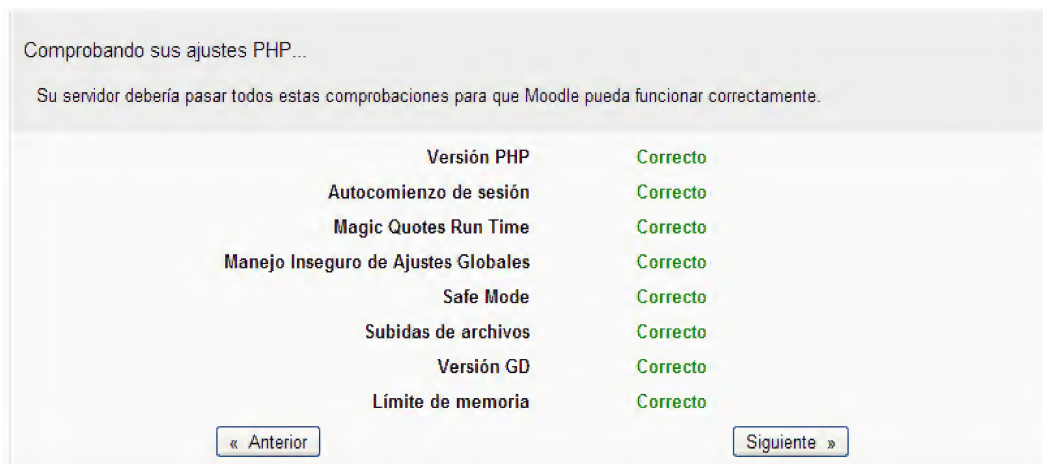 Comprobando sus ajustes PHP...
Su servidor debería pasar todos estas comprobaciones para que Moodle pueda funcionar correctamente.
Versión PHP Correcto
Autocomienzo de sesión Correcto
Magic Quotes Run Time Correcto
Manejo Inseguro de Ajustes Globales Correcto
Safe Mode Correcto
Subidas de archivos Correcto
Versión GD Correcto
Límite de memoria Correcto
« Anterior Siguiente »